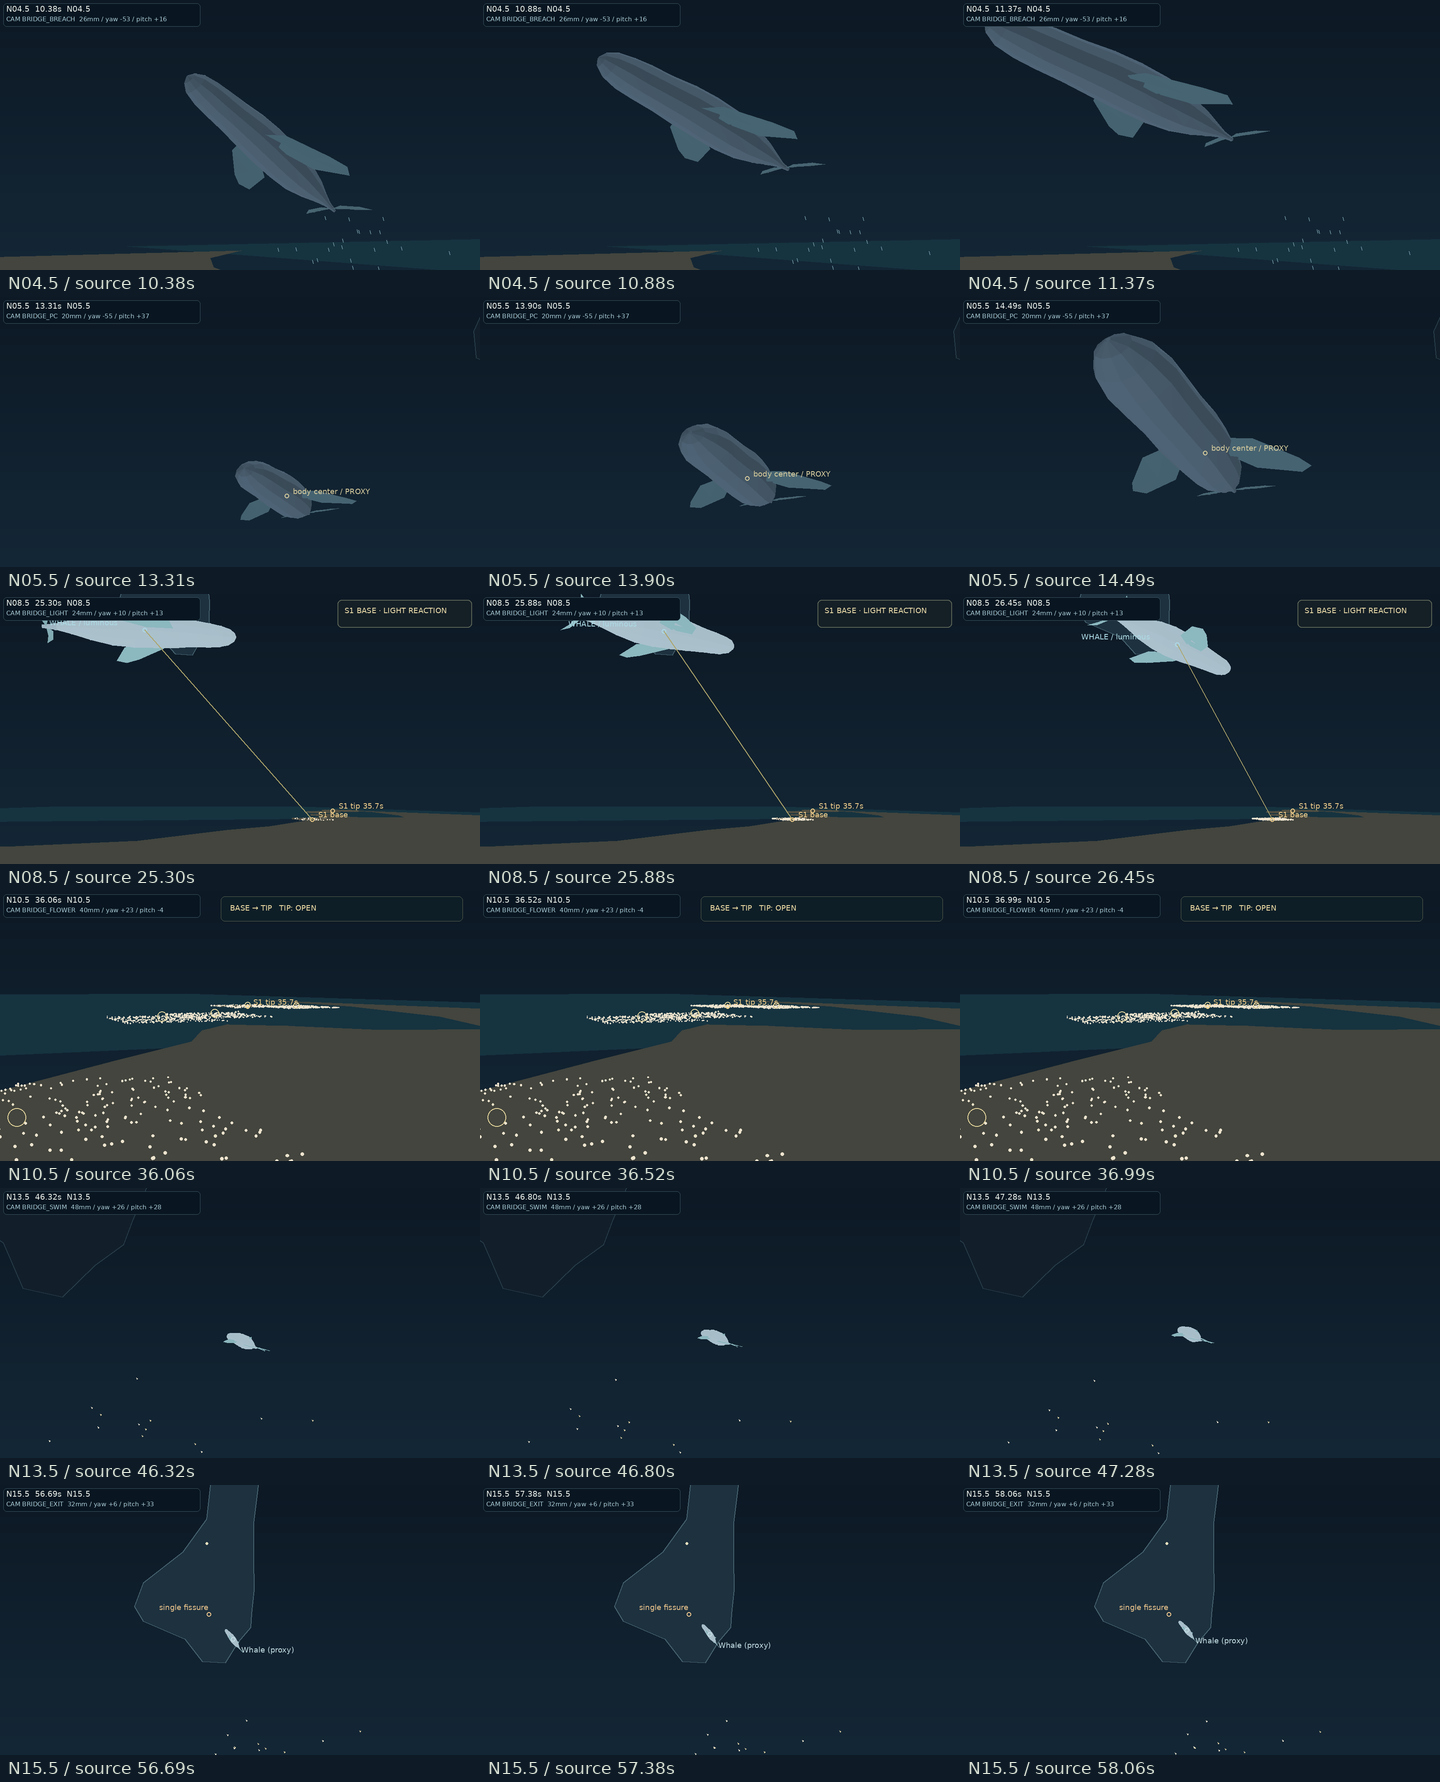 N04.5 10.38s N04.5
CAM BRIDGE_BREACH 26mm / yaw -53 / pitch +16
N04.5 10.88s N04.5
CAM BRIDGE_BREACH 26mm / yaw -53 / pitch +16
N04.5 11.37s N04.5
CAM BRIDGE_BREACH 26mm / yaw -53 / pitch +16
N04.5 / source 10.38s
N04.5 / source 10.88s
N04.5 / source 11.37s
N05.5 13.31s N05.5
CAM BRIDGE_PC 20mm / yaw -55 / pitch +37
body center / PROXY
N05.5 13.90s N05.5
CAM BRIDGE_PC 20mm / yaw -55 / pitch +37
body center / PROXY
N05.5 14.49s N05.5
CAM BRIDGE_PC 20mm / yaw -55 / pitch +37
body center / PROXY
N05.5 / source 13.31s
N05.5 / source 13.90s
N05.5 / source 14.49s
N08.5 25.30s N08.5
CAM BRIDGE_LIGHT 24mm / yaw +10 / pitch +13
S1 BASE · LIGHT REACTION
WHALE / luminous
S1 tip 35.7s
S1 base
N08.5 25.88s N08.5
CAM BRIDGE_LIGHT 24mm / yaw +10 / pitch +13
S1 BASE · LIGHT REACTION
WHALE / luminous
S1 tip 35.7s
S1 base
N08.5 26.45s N08.5
CAM BRIDGE_LIGHT 24mm / yaw +10 / pitch +13
S1 BASE · LIGHT REACTION
WHALE / luminous
S1 tip 35.7s
S1 base
N08.5 / source 25.30s
N08.5 / source 25.88s
N08.5 / source 26.45s
N10.5 36.06s N10.5
CAM BRIDGE_FLOWER 40mm / yaw +23 / pitch -4
BASE → TIP TIP: OPEN
S1 tip 35.7s
N10.5 36.52s N10.5
CAM BRIDGE_FLOWER 40mm / yaw +23 / pitch -4
BASE → TIP TIP: OPEN
S1 tip 35.7s
N10.5 36.99s N10.5
CAM BRIDGE_FLOWER 40mm / yaw +23 / pitch -4
BASE → TIP TIP: OPEN
S1 tip 35.7s
N10.5 / source 36.06s
N10.5 / source 36.52s
N10.5 / source 36.99s
N13.5 46.32s N13.5
CAM BRIDGE_SWIM 48mm / yaw +26 / pitch +28
N13.5 46.80s N13.5
CAM BRIDGE_SWIM 48mm / yaw +26 / pitch +28
N13.5 47.28s N13.5
CAM BRIDGE_SWIM 48mm / yaw +26 / pitch +28
N13.5 / source 46.32s
N13.5 / source 46.80s
N13.5 / source 47.28s
N15.5 56.69s N15.5
CAM BRIDGE_EXIT 32mm / yaw +6 / pitch +33
single fissure
Whale (proxy)
N15.5 57.38s N15.5
CAM BRIDGE_EXIT 32mm / yaw +6 / pitch +33
single fissure
Whale (proxy)
N15.5 58.06s N15.5
CAM BRIDGE_EXIT 32mm / yaw +6 / pitch +33
single fissure
Whale (proxy)
N15.5 / source 56.69s
N15.5 / source 57.38s
N15.5 / source 58.06s